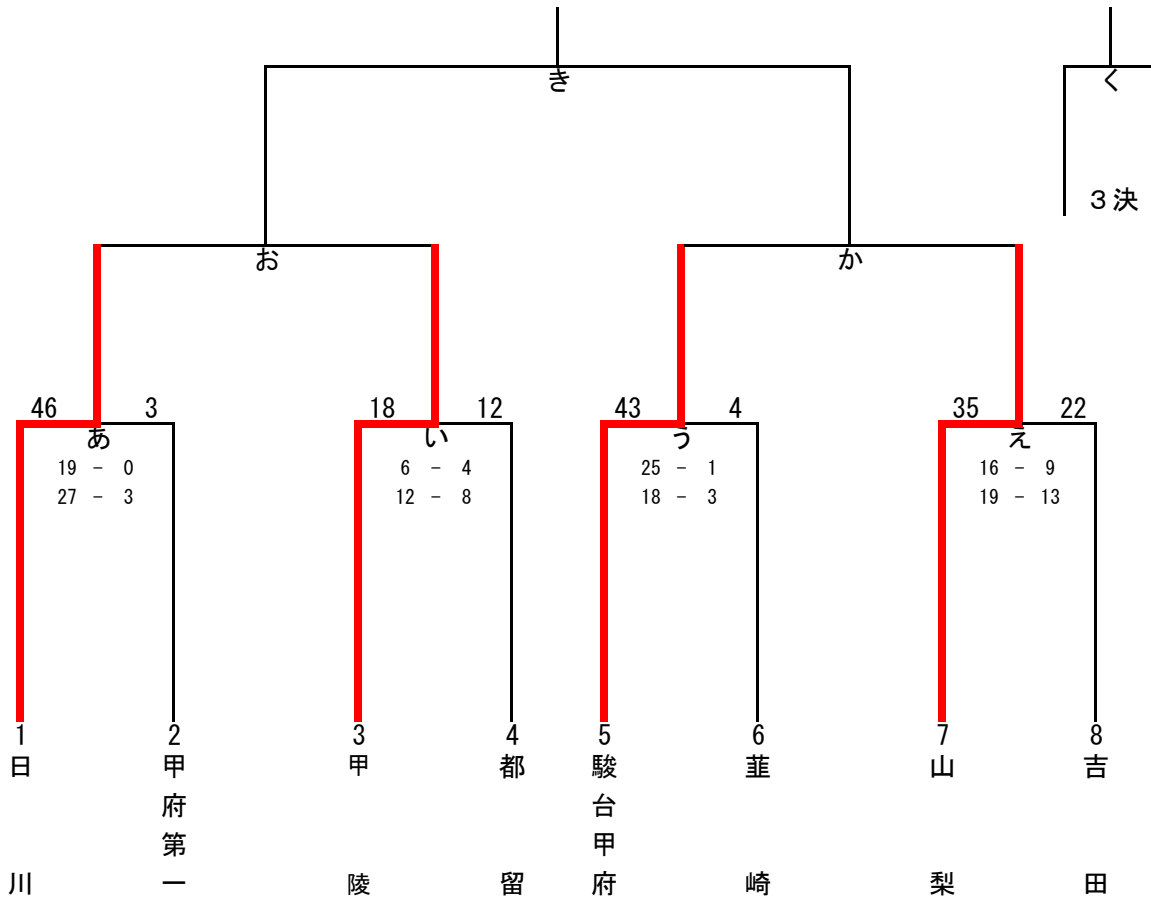 き
く
３決
お
か
46 3
18 12
43 4
35 22
あ
い
う
え
19 － 0
27 － 3
6 － 4
12 － 8
25 － 1
18 － 3
16 － 9
19 － 13
1
日川
2
甲府第一
3
甲陵
4
都留
5
駿台甲府
6
韮崎
7
山梨
8
吉田